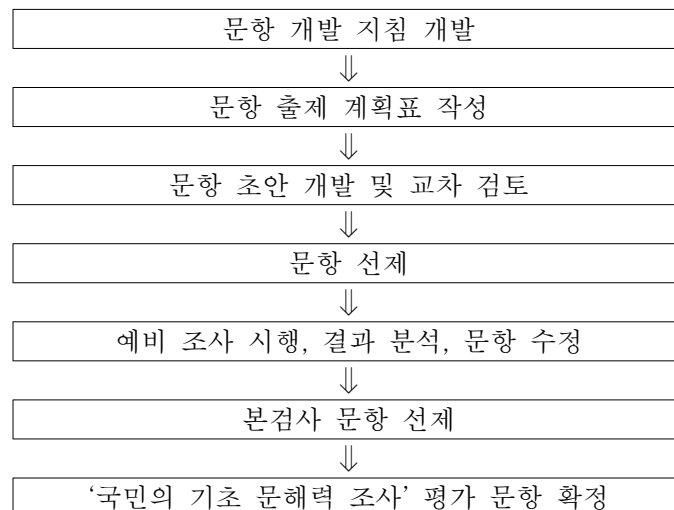 문항 개발 지침 개발
⇓
문항 출제 계획표 작성
⇓
문항 초안 개발 및 교차 검토
⇓
문항 선제
⇓
예비 조사 시행, 결과 분석, 문항 수정
⇓
본검사 문항 선제
⇓
‘국민의 기초 문해력 조사’ 평가 문항 확정